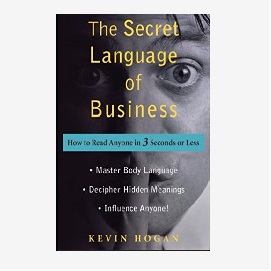 The Secret
Language
of
Business
How to Read Anyone in 3 Seconds or Less
• Master Body Language
• Decipher Hidden Meanings
• Influence Anyone!
KEVIN HOGAN